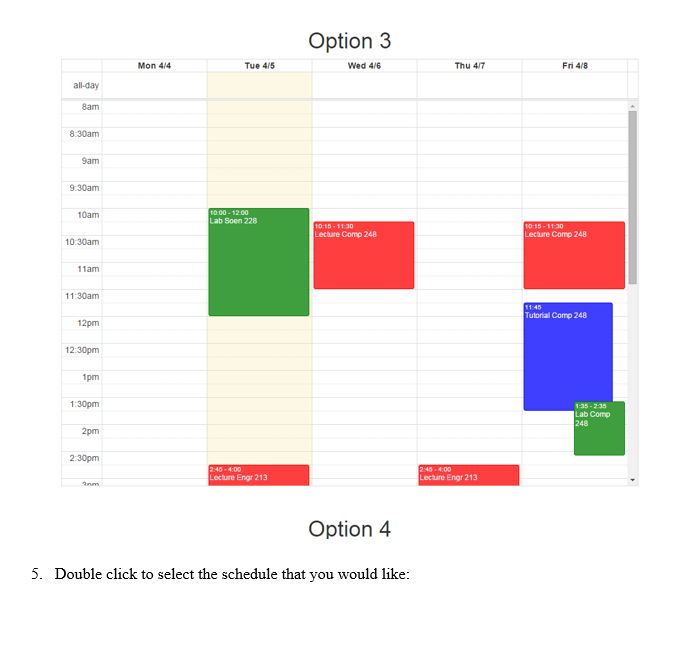 Option 3
Mon 4/4 Tue 4/5 Wed 4/6 Thu 4/7 Fri 4/8
all-day
8am
8:30am
9am
9:30am
10am
10:00 - 12:00
Lab Soen 228
10:15 - 11:30
Lecture Comp 248
10:15 - 11:30
Lecture Comp 248
10:30am
11am
11:30am
11:45
Tutorial Comp 248
12pm
12:30pm
1pm
1:30pm
1:35 - 2:35
Lab Comp
248
2pm
2:30pm
2:45 - 4:00
Lecture Engr 213
2:45 - 4:00
Lecture Engr 213
3pm
Option 4
5. Double click to select the schedule that you would like: